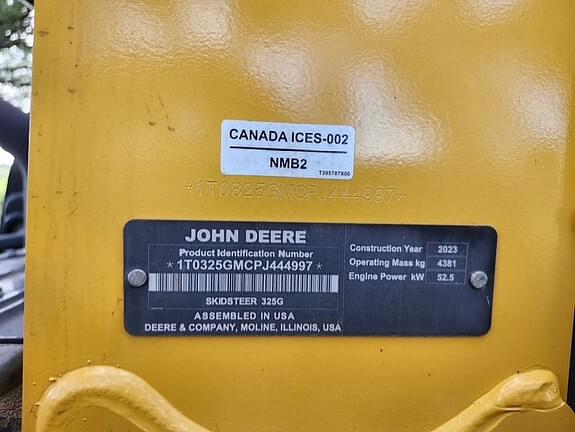 CANADA ICES-002
NMB2
T395787X00
*1T0325GMCPJ444997*
JOHN DEERE
Product Identification Number
*1T0325GMCPJ444997*
SKIDSTEER 325G
ASSEMBLED IN USA
DEERE & COMPANY, MOLINE, ILLINOIS, USA
Construction Year 2023
Operating Mass kg 4381
Engine Power kW 52.5